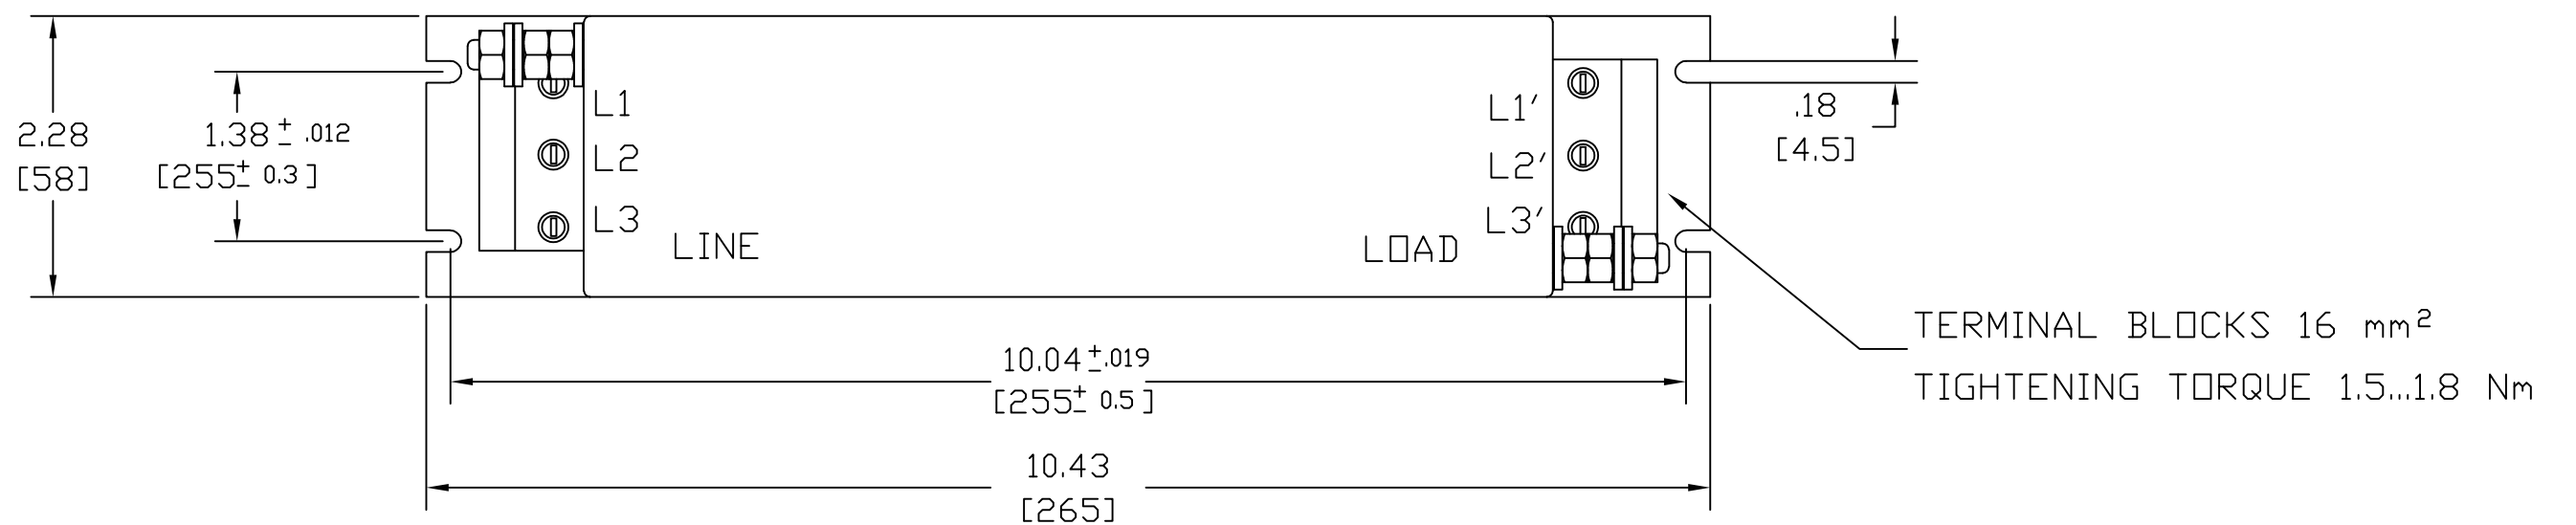 2.28
[58]
1.38± .012
[255± 0.3]
L1
L2
L3
LINE
L1′
L2′
L3′
LOAD
.18
[4.5]
10.04±.019
[255± 0.5]
10.43
[265]
TERMINAL BLOCKS 16 mm²
TIGHTENING TORQUE 1.5...1.8 Nm